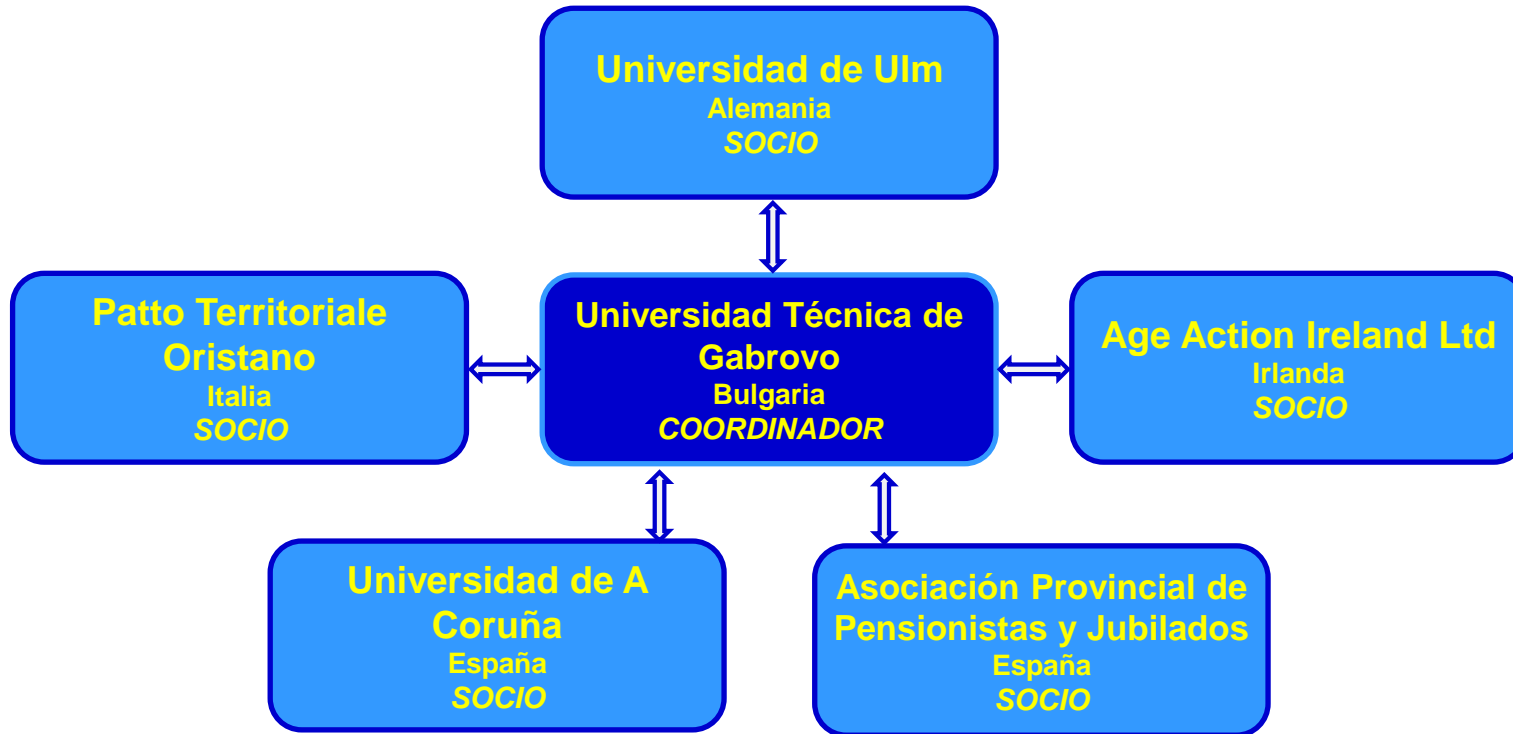 Universidad de Ulm
Alemania
SOCIO
Patto Territoriale
Oristano
Italia
SOCIO
Universidad Técnica de
Gabrovo
Bulgaria
COORDINADOR
Age Action Ireland Ltd
Irlanda
SOCIO
Universidad de A
Coruña
España
SOCIO
Asociación Provincial de
Pensionistas y Jubilados
España
SOCIO